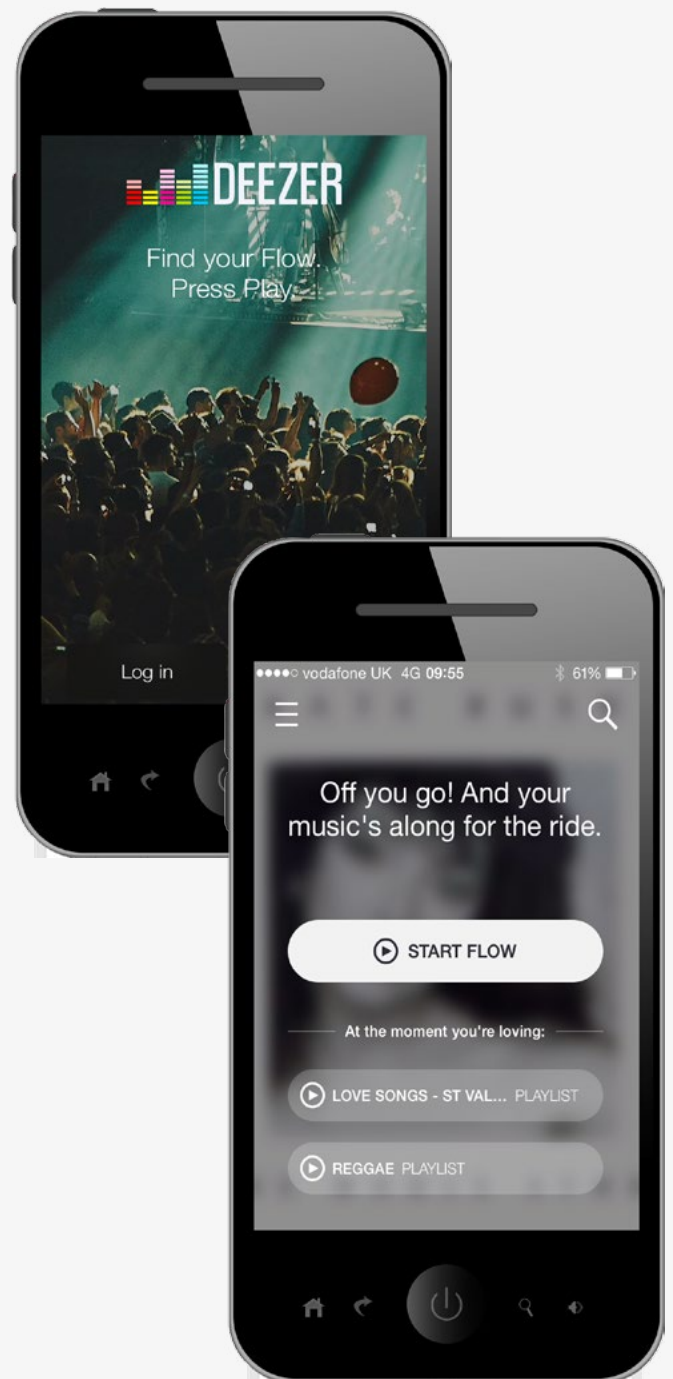 DEEZER
Find your Flow.
Press Play.
Log in
vodafone UK 4G 09:55 61%
Off you go! And your
music's along for the ride.
START FLOW
At the moment you're loving:
LOVE SONGS - ST VAL... PLAYLIST
REGGAE PLAYLIST